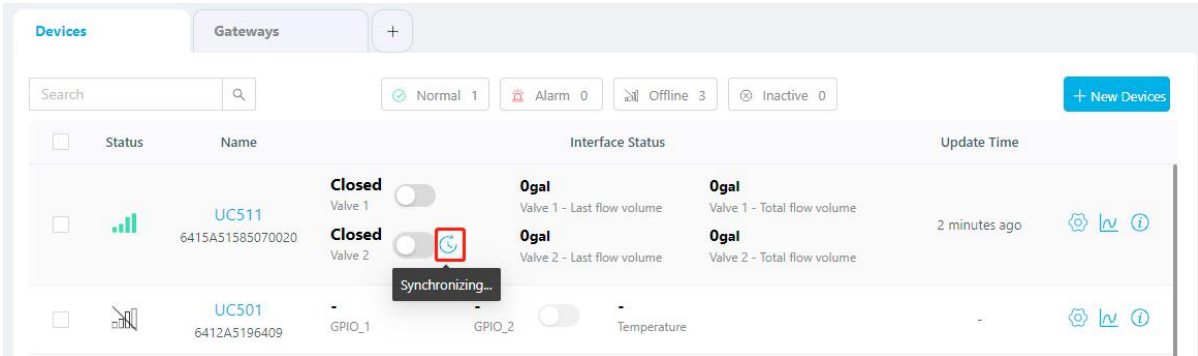 Devices Gateways +
Search Normal 1 Alarm 0 Offline 3 Inactive 0 + New Devices
Status Name Interface Status Update Time
Closed 0gal 0gal
Valve 1 Valve 1 - Last flow volume Valve 1 - Total flow volume
UC511
6415A51585070020
2 minutes ago
Closed 0gal 0gal
Valve 2 Valve 2 - Last flow volume Valve 2 - Total flow volume
Synchronizing...
UC501 - - - -
6412A5196409 GPIO_1 GPIO_2 Temperature